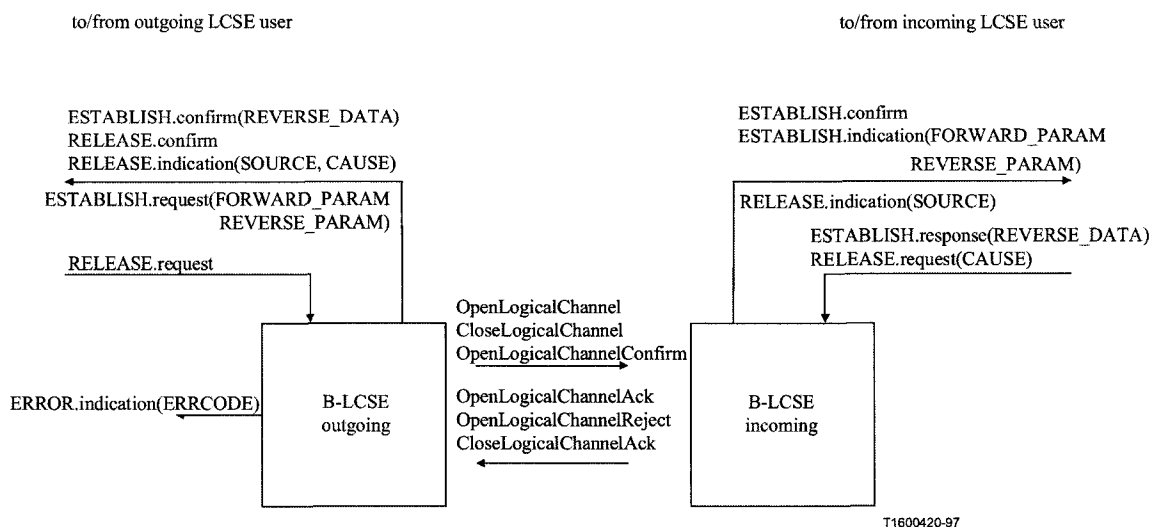 to/from outgoing LCSE user
to/from incoming LCSE user
ESTABLISH.confirm(REVERSE_DATA)
RELEASE.confirm
RELEASE.indication(SOURCE, CAUSE)
ESTABLISH.request(FORWARD_PARAM
REVERSE_PARAM)
RELEASE.request
ESTABLISH.confirm
ESTABLISH.indication(FORWARD_PARAM
REVERSE_PARAM)
RELEASE.indication(SOURCE)
ESTABLISH.response(REVERSE_DATA)
RELEASE.request(CAUSE)
OpenLogicalChannel
CloseLogicalChannel
OpenLogicalChannelConfirm
OpenLogicalChannelAck
OpenLogicalChannelReject
CloseLogicalChannelAck
ERROR.indication(ERRCODE)
B-LCSE
outgoing
B-LCSE
incoming
T1600420-97